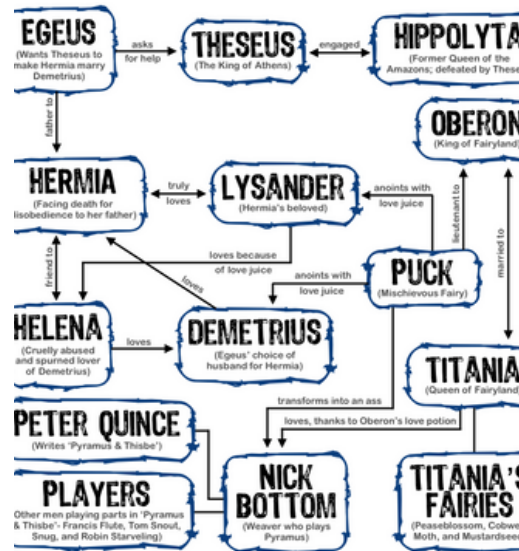 EGEUS
(Wants Theseus to
make Hermia marry
Demetrius)
asks
for help
THESEUS
(The King of Athens)
engaged
HIPPOLYTA
(Former Queen of the
Amazons; defeated by These
father to
OBERON
(King of Fairyland)
HERMIA
(Facing death for
disobedience to her father)
truly
loves
LYSANDER
(Hermia's beloved)
anoints with
love juice
lieutenant to
married to
friend to
loves because
of love juice
loves
anoints with
love juice
PUCK
(Mischievous Fairy)
HELENA
(Cruelly abused
and spurned lover
of Demetrius)
loves
DEMETRIUS
(Egeus' choice of
husband for Hermia)
TITANIA
(Queen of Fairyland)
transforms into an ass
loves, thanks to Oberon's love potion
PETER QUINCE
(Writes 'Pyramus & Thisbe')
PLAYERS
Other men playing parts in 'Pyramus
& Thisbe'- Francis Flute, Tom Snout,
Snug, and Robin Starveling)
NICK
BOTTOM
(Weaver who plays
Pyramus)
TITANIA'S
FAIRIES
(Peaseblossom, Cobwe
Moth, and Mustardsee